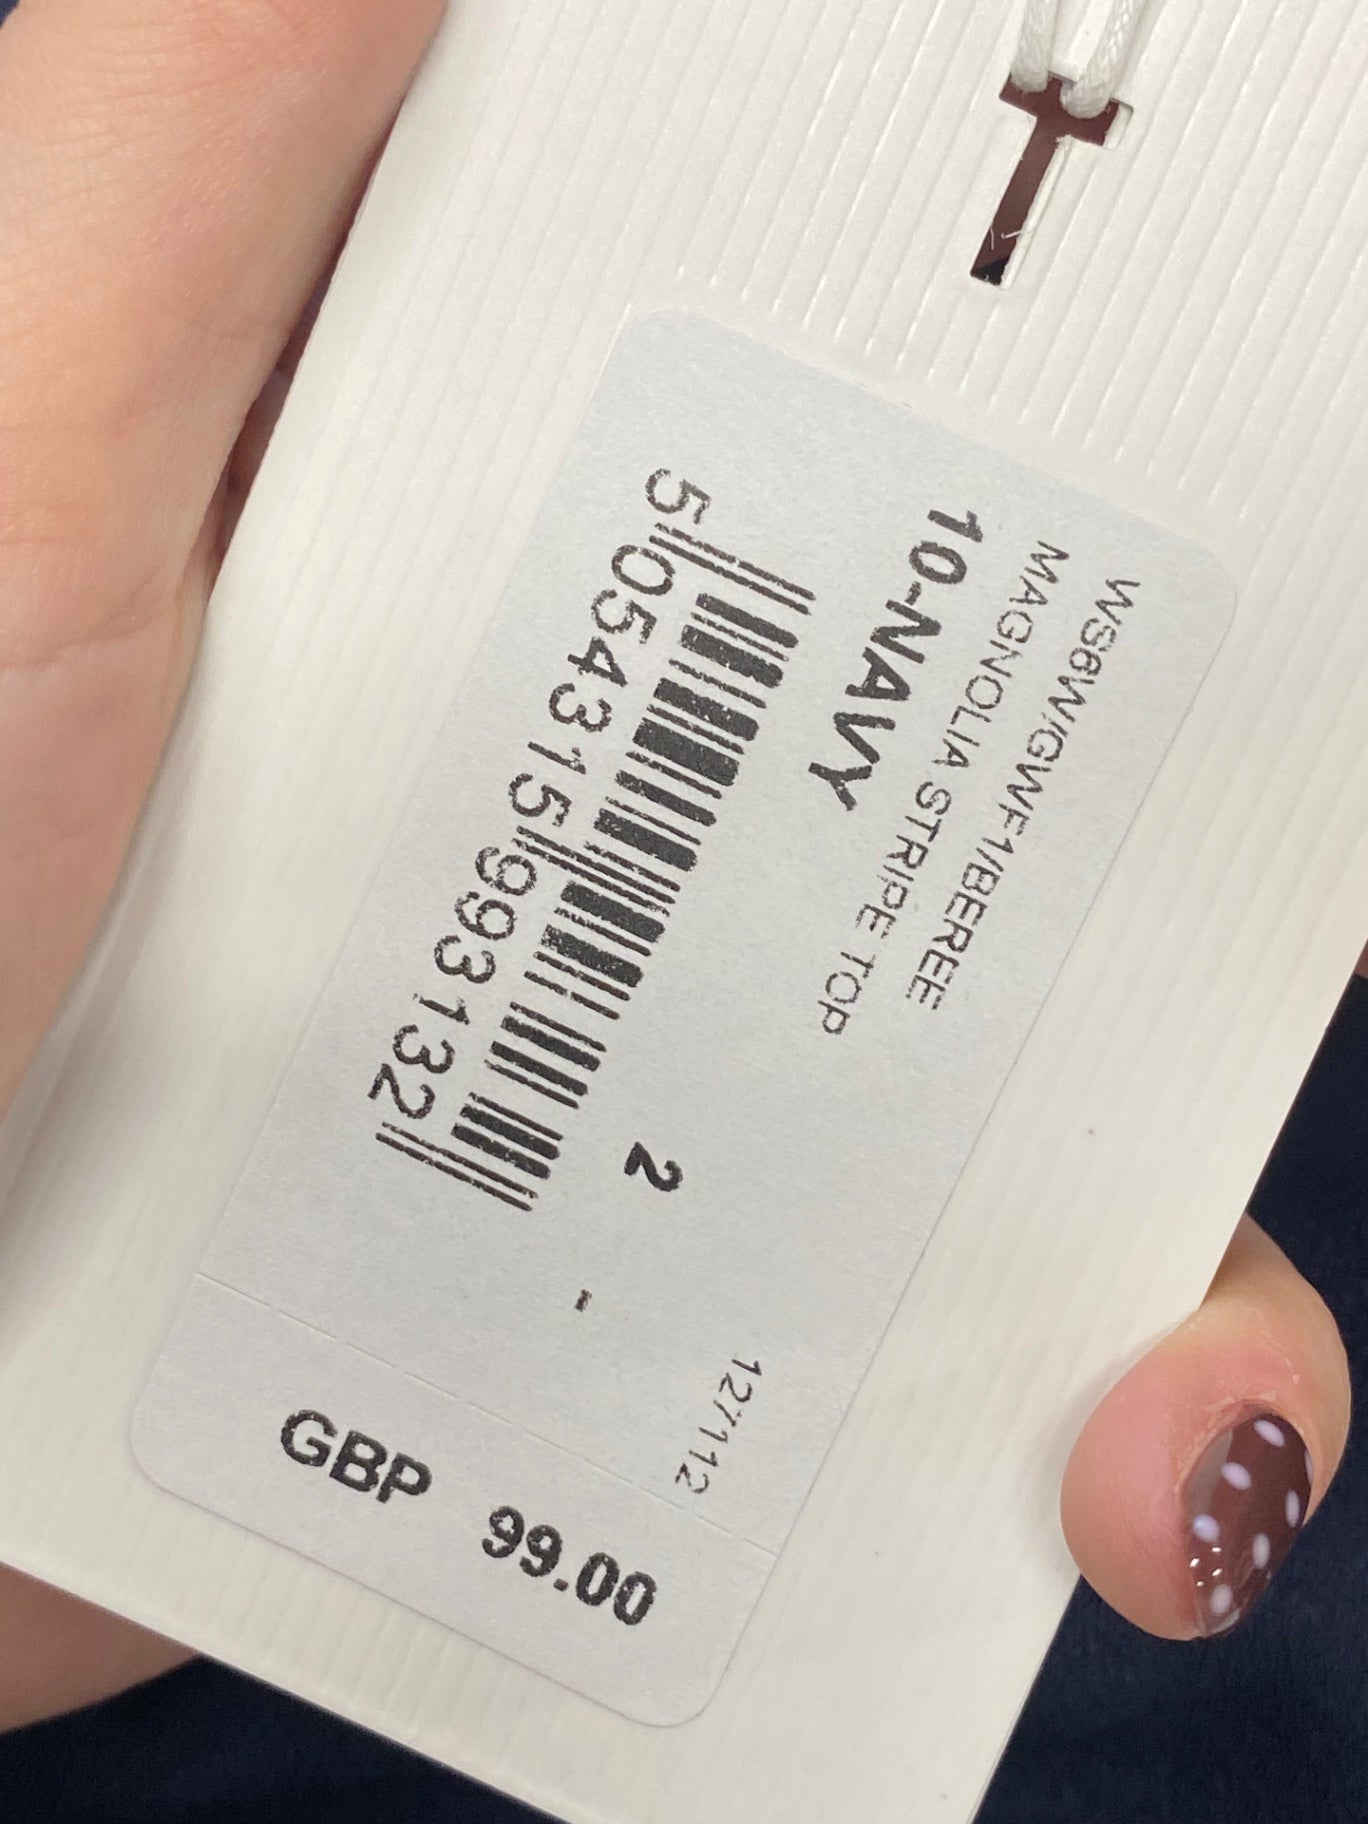 WS6W/GWF1/BEREE
MAGNOLIA STRIPE TOP
10-NAVY
2 -
5 054315 993132
127112
GBP 99.00